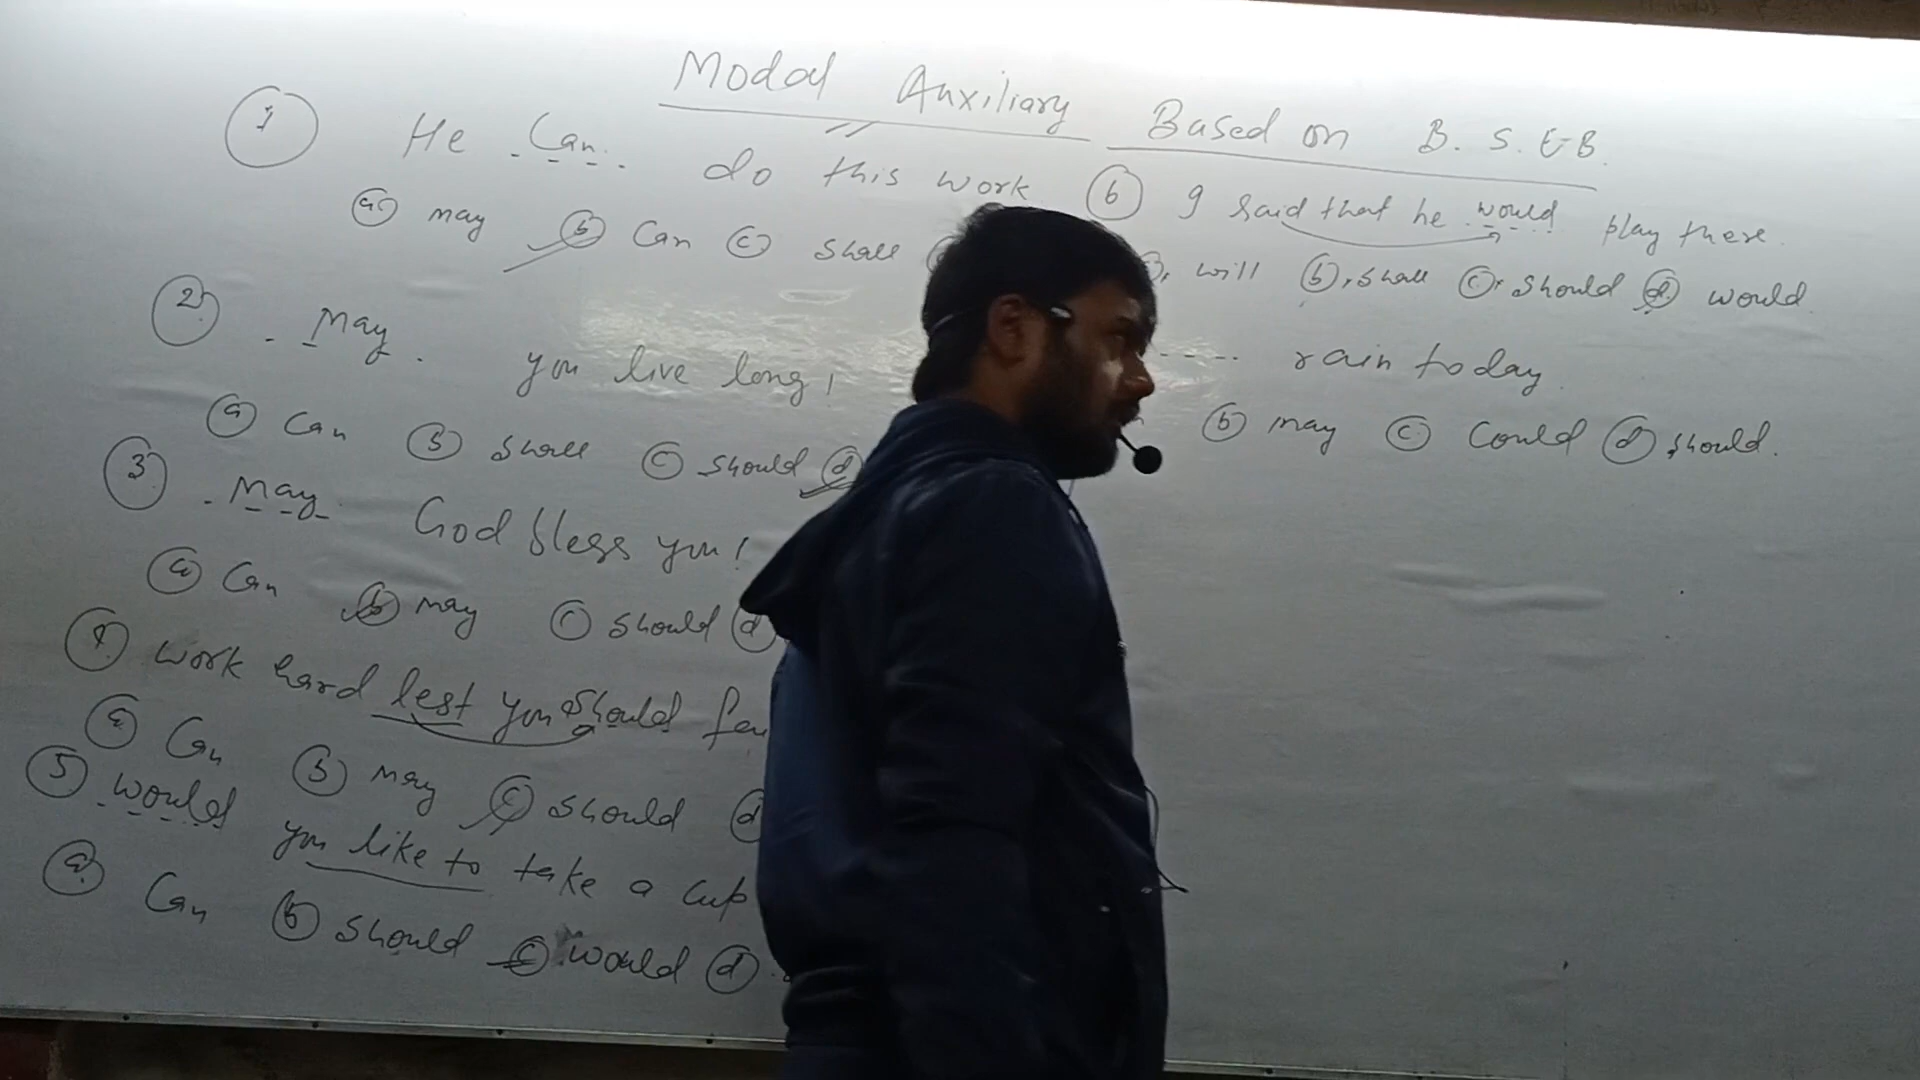 Modal Auxiliary Based on B. S. E. B.
1 He Can do this work
a may b Can c shall
2. May you live long!
a Can b shall c should d
3. May God bless you!
a Can b may c should d
4. work hard lest you should
a Can b may c should d
5 would you like to take a cup
a Can b should c would d
6 I said that he would play there.
will b, shall c, should d. would.
---- rain today.
b may c could d should.